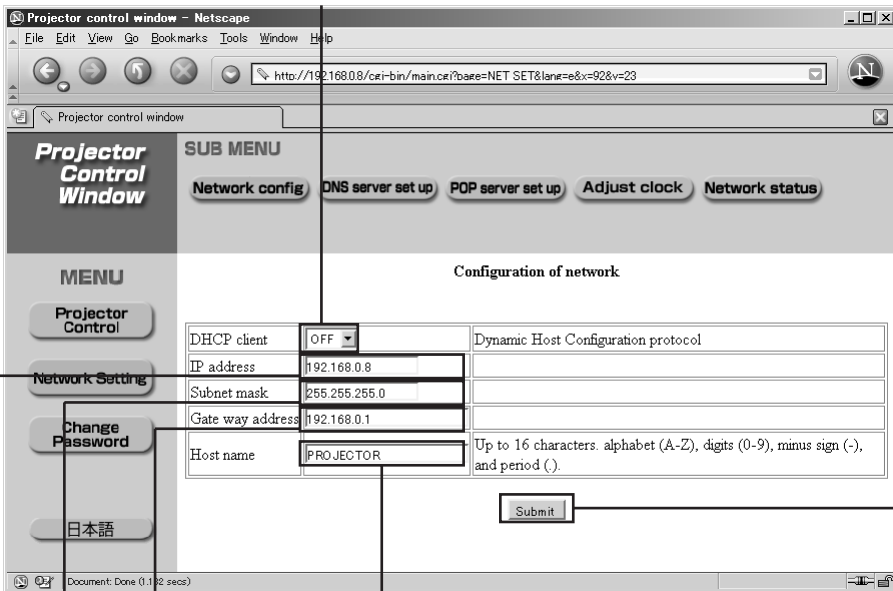 Projector control window - Netscape
File Edit View Go Bookmarks Tools Window Help
http://192.168.0.8/cgi-bin/main.cgi?page=NET SET&lang=e&x=92&y=23
Projector control window
Projector
Control
Window
SUB MENU
Network config DNS server set up POP server set up Adjust clock Network status
MENU
Projector
Control
Network Setting
Change
Password
日本語
Configuration of network
DHCP client OFF Dynamic Host Configuration protocol
IP address 192.168.0.8
Subnet mask 255.255.255.0
Gate way address 192.168.0.1
Host name PROJECTOR Up to 16 characters. alphabet (A-Z), digits (0-9), minus sign (-),
and period (.).
Submit
Document: Done (1.132 secs)